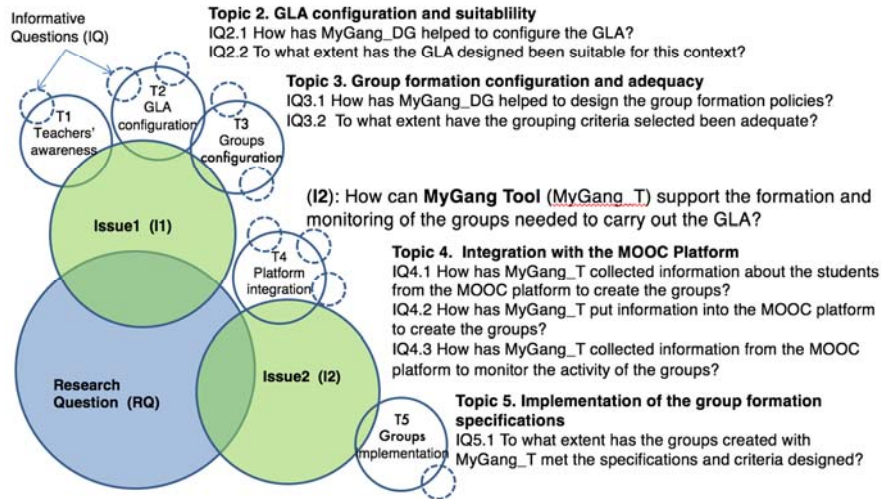 Informative
Questions (IQ)
Topic 2. GLA configuration and suitablility
IQ2.1 How has MyGang_DG helped to configure the GLA?
IQ2.2 To what extent has the GLA designed been suitable for this context?
T1
Teachers'
awareness
T2
GLA
configuration
T3
Groups
configuration
Topic 3. Group formation configuration and adequacy
IQ3.1 How has MyGang_DG helped to design the group formation policies?
IQ3.2 To what extent have the grouping criteria selected been adequate?
(I2): How can MyGang Tool (MyGang_T) support the formation and
monitoring of the groups needed to carry out the GLA?
Issue1 (I1)
T4
Platform
integration
Topic 4. Integration with the MOOC Platform
IQ4.1 How has MyGang_T collected information about the students
from the MOOC platform to create the groups?
IQ4.2 How has MyGang_T put information into the MOOC platform
to create the groups?
IQ4.3 How has MyGang_T collected information from the MOOC
platform to monitor the activity of the groups?
Research
Question (RQ)
Issue2 (I2)
T5
Groups
implementation
Topic 5. Implementation of the group formation
specifications
IQ5.1 To what extent has the groups created with
MyGang_T met the specifications and criteria designed?